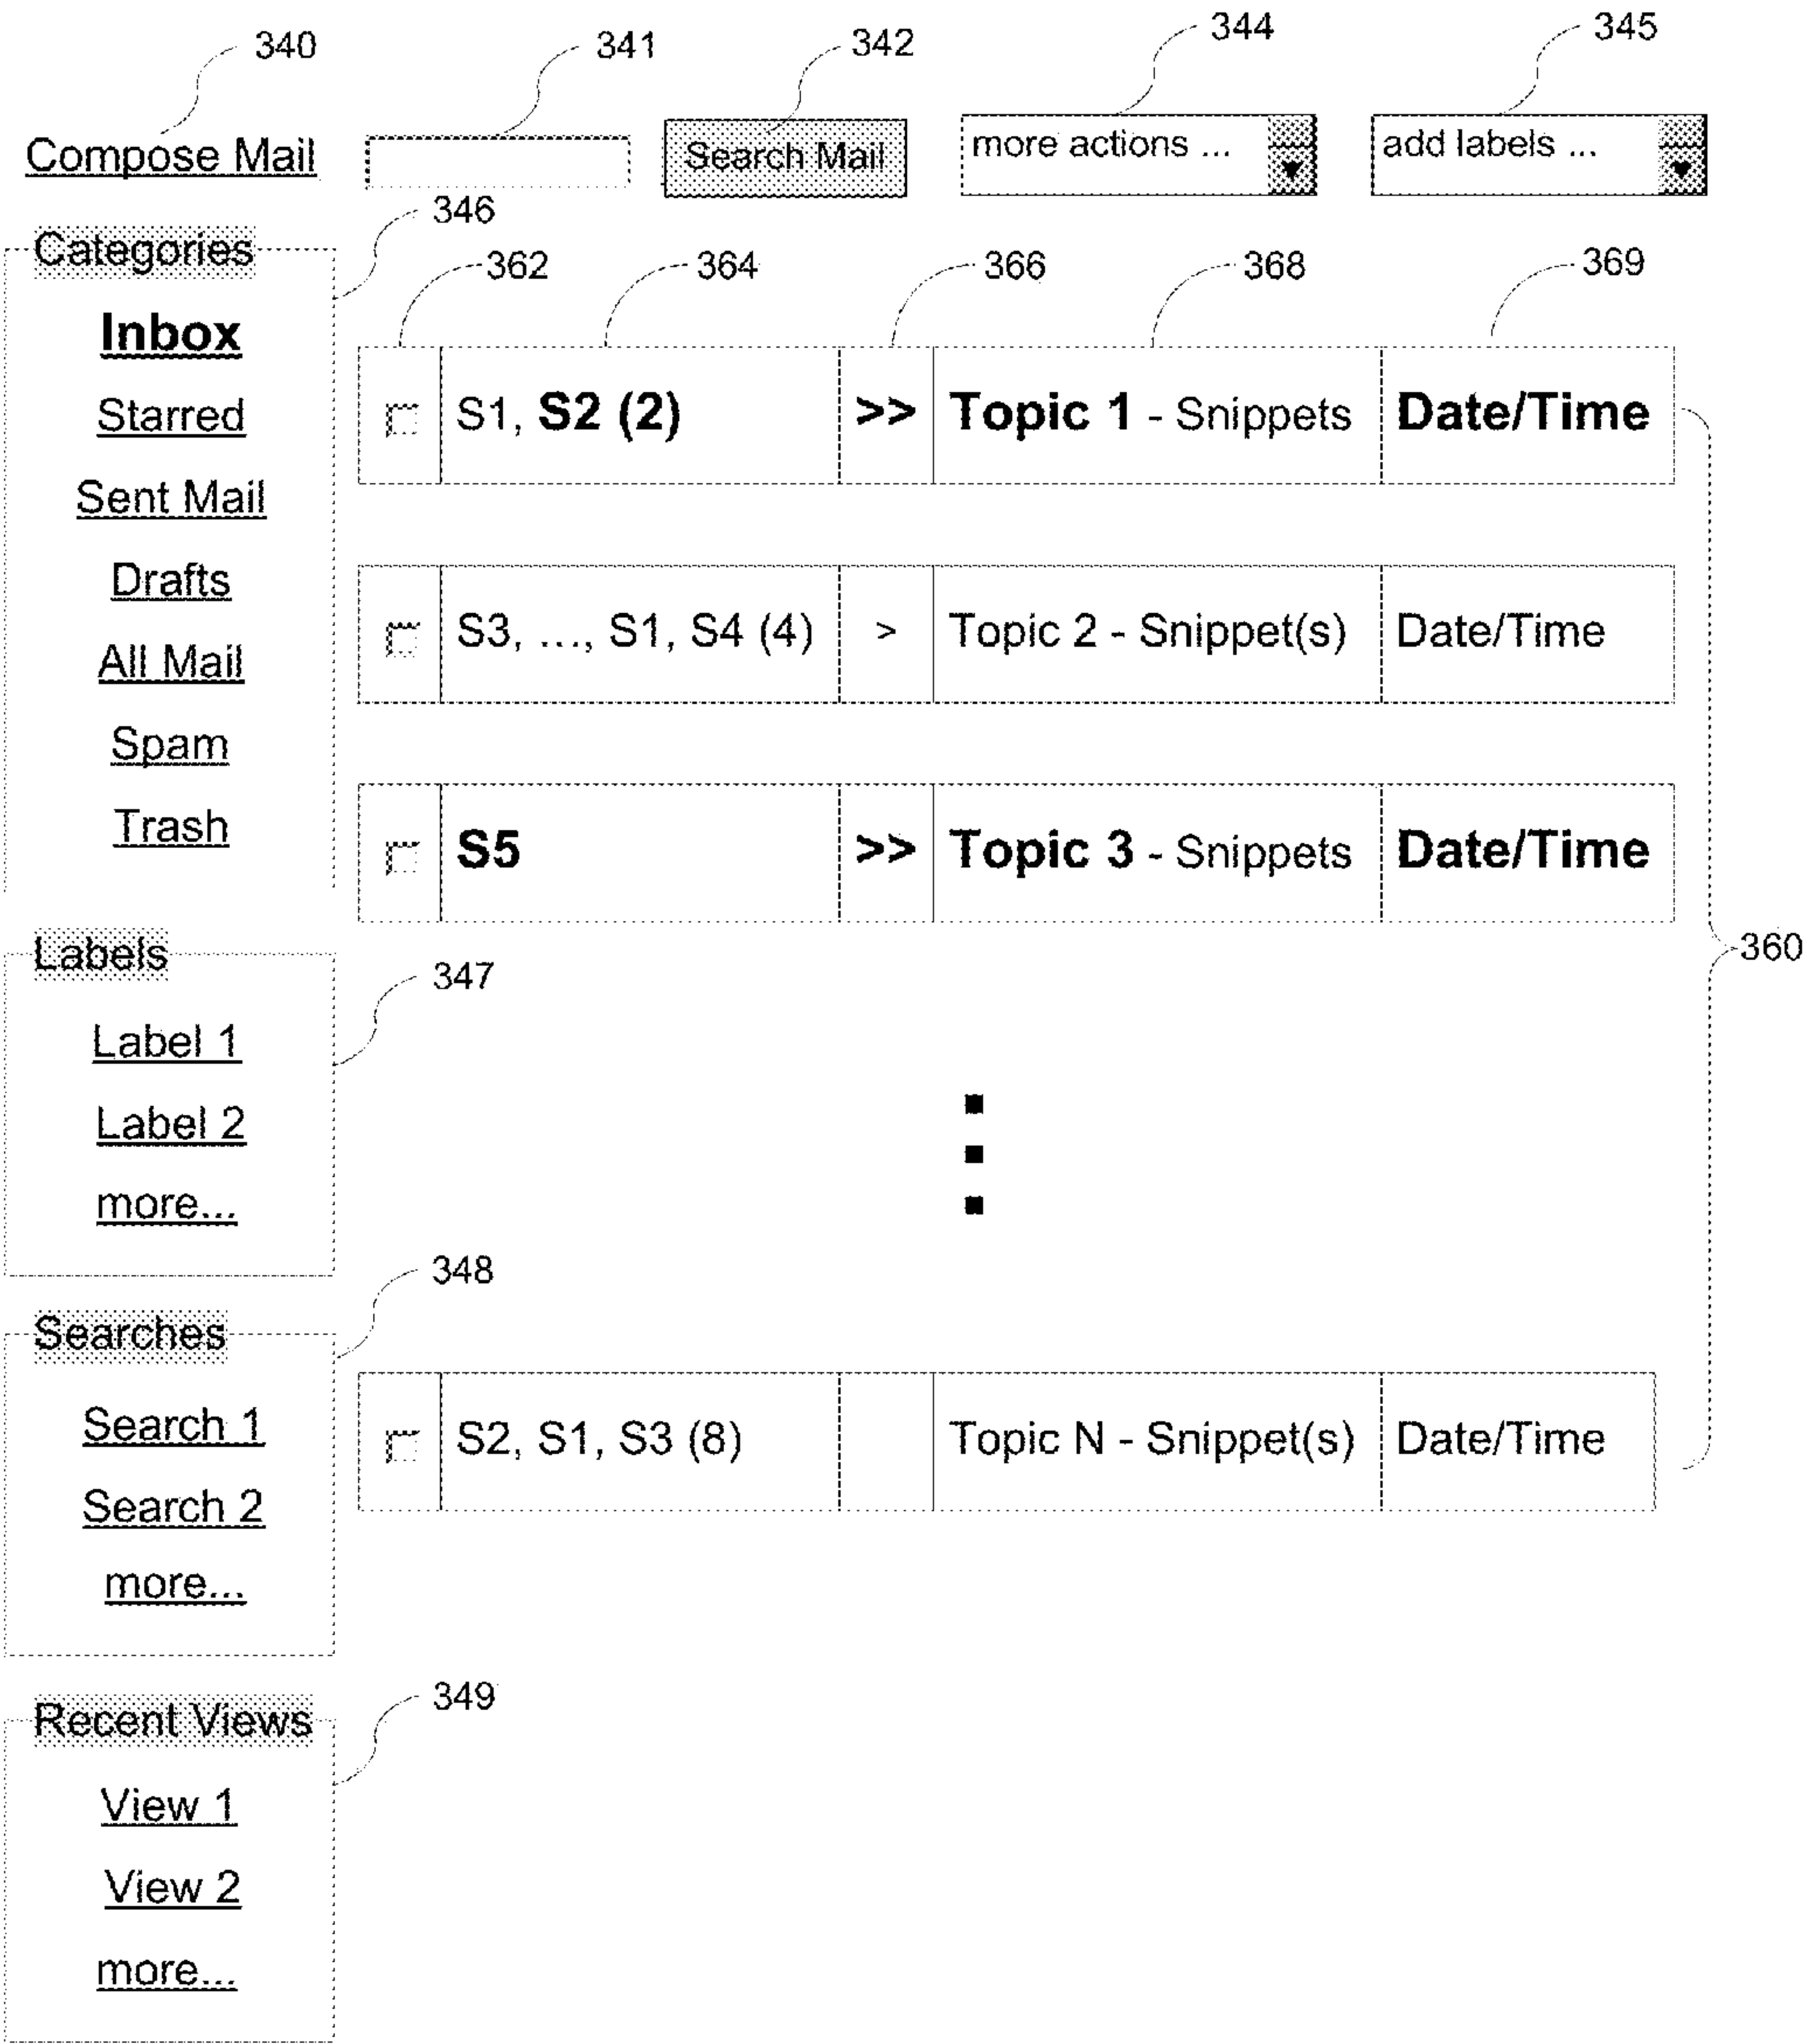 340 341 342 344 345
Compose Mail Search Mail more actions ... add labels ...
346
Categories
362 364 366 368 369
Inbox
Starred
S1, S2 (2) >> Topic 1 - Snippets Date/Time
Sent Mail
Drafts
S3, ..., S1, S4 (4) > Topic 2 - Snippet(s) Date/Time
All Mail
Spam
Trash
S5 >> Topic 3 - Snippets Date/Time
360
Labels
347
Label 1
Label 2
more...
348
Searches
Search 1
S2, S1, S3 (8) Topic N - Snippet(s) Date/Time
Search 2
more...
349
Recent Views
View 1
View 2
more...